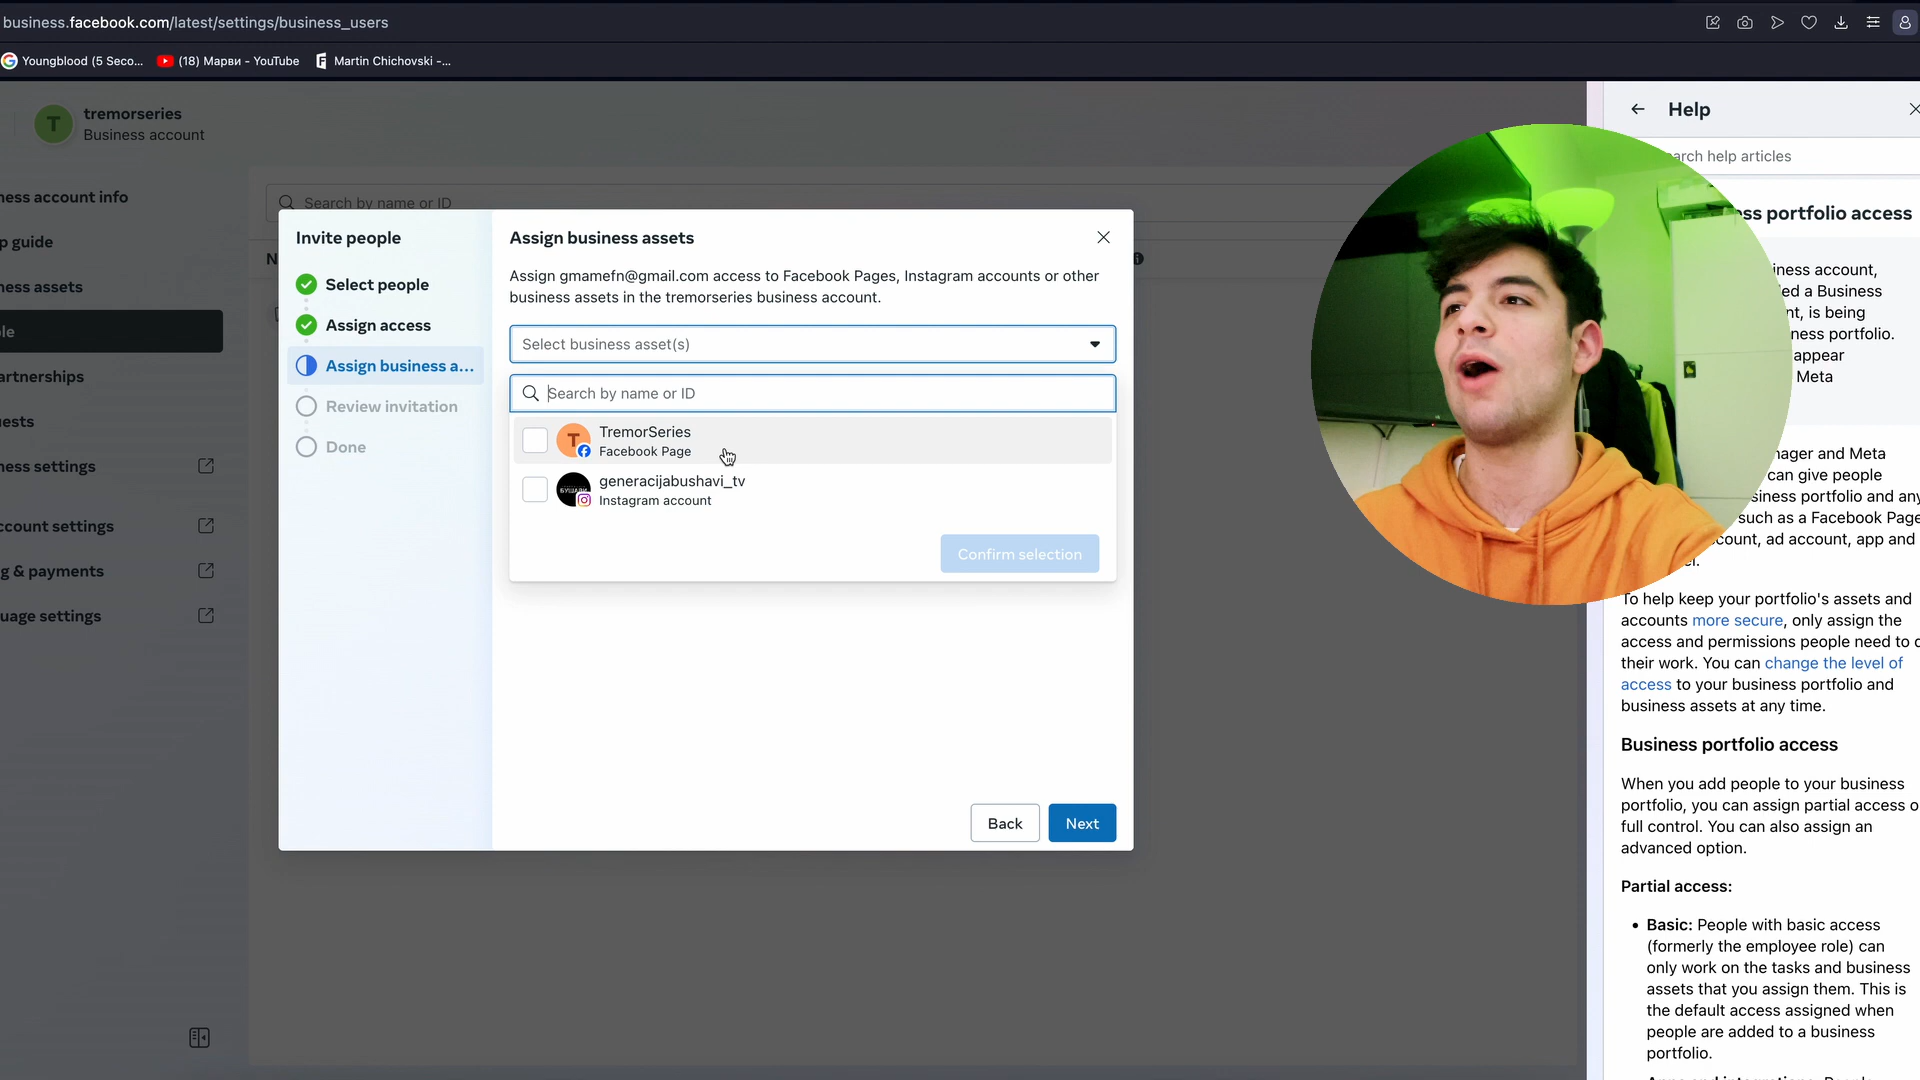 business.facebook.com/latest/settings/business_users
Youngblood (5 Seco...
(18) Марви - YouTube
Martin Chichovski -...
T
tremorseries
Business account
ness account info
p guide
ness assets
ple
artnerships
ests
ness settings
ccount settings
g & payments
uage settings
Search by name or ID
N
Invite people
Select people
Assign access
Assign business a...
Review invitation
Done
Assign business assets
Assign gmamefn@gmail.com access to Facebook Pages, Instagram accounts or other
business assets in the tremorseries business account.
Select business asset(s)
Search by name or ID
T
TremorSeries
Facebook Page
БУШАВИ
generacijabushavi_tv
Instagram account
Confirm selection
Back
Next
Help
arch help articles
ess portfolio access
iness account,
ed a Business
nt, is being
iness portfolio.
appear
Meta
ager and Meta
can give people
siness portfolio and any
such as a Facebook Page
count, ad account, app and
el.
To help keep your portfolio's assets and
accounts more secure, only assign the
access and permissions people need to
their work. You can change the level of
access to your business portfolio and
business assets at any time.
Business portfolio access
When you add people to your business
portfolio, you can assign partial access o
full control. You can also assign an
advanced option.
Partial access:
• Basic: People with basic access
(formerly the employee role) can
only work on the tasks and business
assets that you assign them. This is
the default access assigned when
people are added to a business
portfolio.